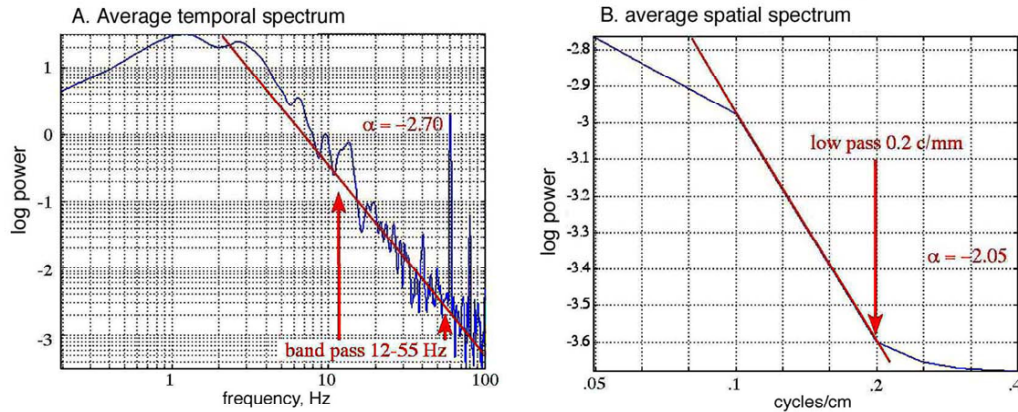 A. Average temporal spectrum
1
0
-1
-2
-3
log power
α = −2.70
band pass 12-55 Hz
1
10
100
frequency, Hz
B. average spatial spectrum
-2.8
-2.9
-3.1
-3.2
-3.3
-3.4
-3.5
-3.6
log power
low pass 0.2 c/mm
α = −2.05
.05
.1
.2
.4
cycles/cm